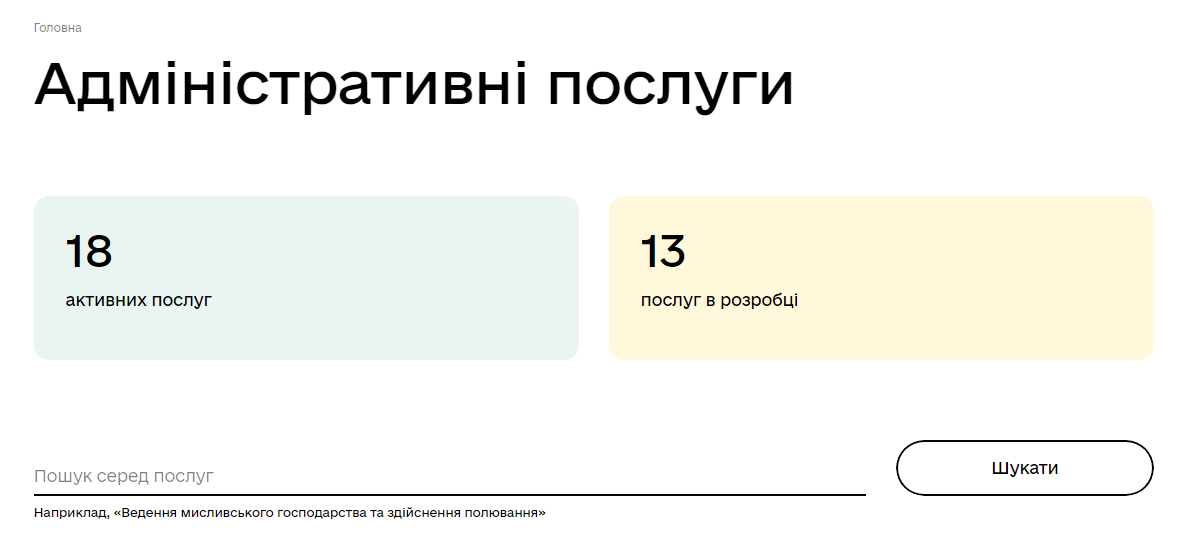 Головна
Адміністративні послуги
18
активних послуг
13
послуг в розробці
Пошук серед послуг
Шукати
Наприклад, «Ведення мисливського господарства та здійснення полювання»